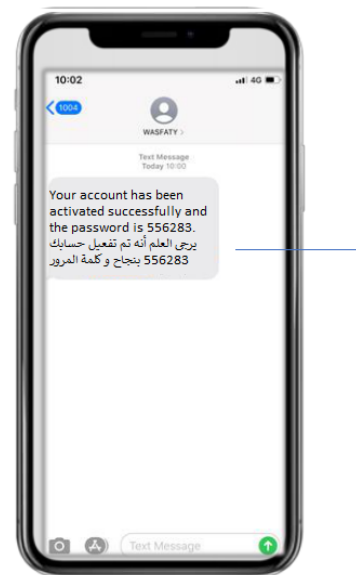 10:02
4G
1004
WASFATY >
Text Message
Today 10:00
Your account has been
activated successfully and
the password is 556283.
يرجى العلم أنه تم تفعيل حسابك
بنجاح و كلمة المرور 556283
Text Message